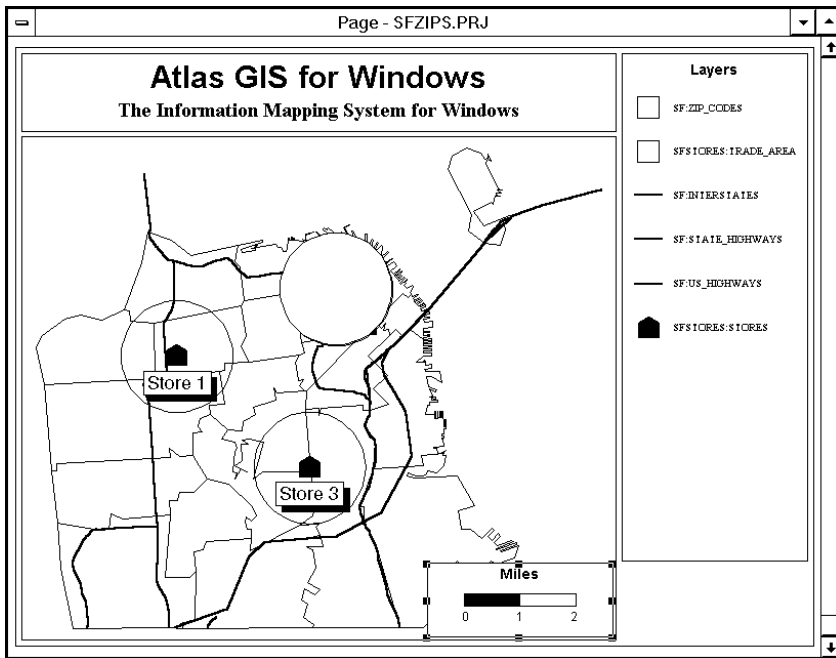 Page - SFZIPS.PRJ
Atlas GIS for Windows
The Information Mapping System for Windows
Layers
SF:ZIP_CODES
SFSTORES:TRADE_AREA
SF:INTERSTATES
SF:STATE_HIGHWAYS
SF:US_HIGHWAYS
SFSTORES:STORES
Store 1
Store 3
Miles
0 1 2